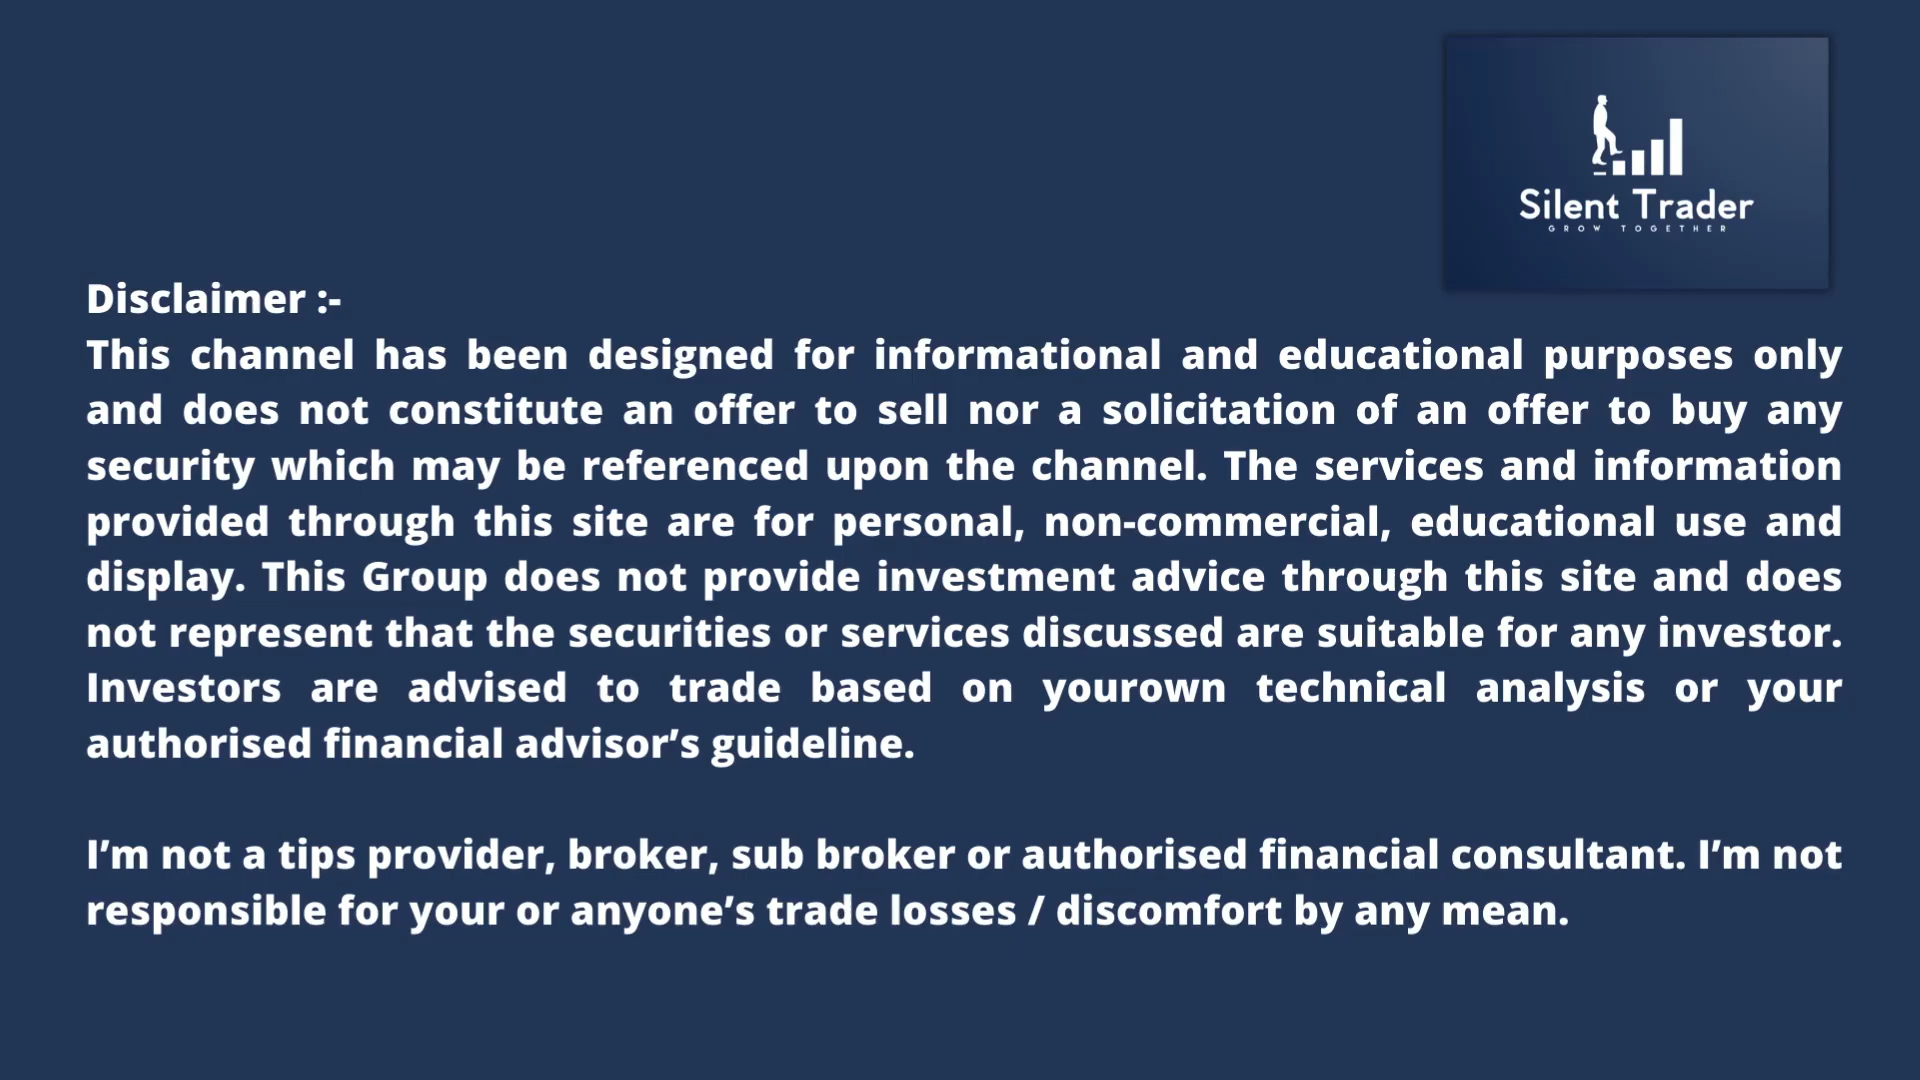 Silent Trader
GROW TOGETHER
Disclaimer :-
This channel has been designed for informational and educational purposes only
and does not constitute an offer to sell nor a solicitation of an offer to buy any
security which may be referenced upon the channel. The services and information
provided through this site are for personal, non-commercial, educational use and
display. This Group does not provide investment advice through this site and does
not represent that the securities or services discussed are suitable for any investor.
Investors are advised to trade based on yourown technical analysis or your
authorised financial advisor’s guideline.
I’m not a tips provider, broker, sub broker or authorised financial consultant. I’m not
responsible for your or anyone’s trade losses / discomfort by any mean.